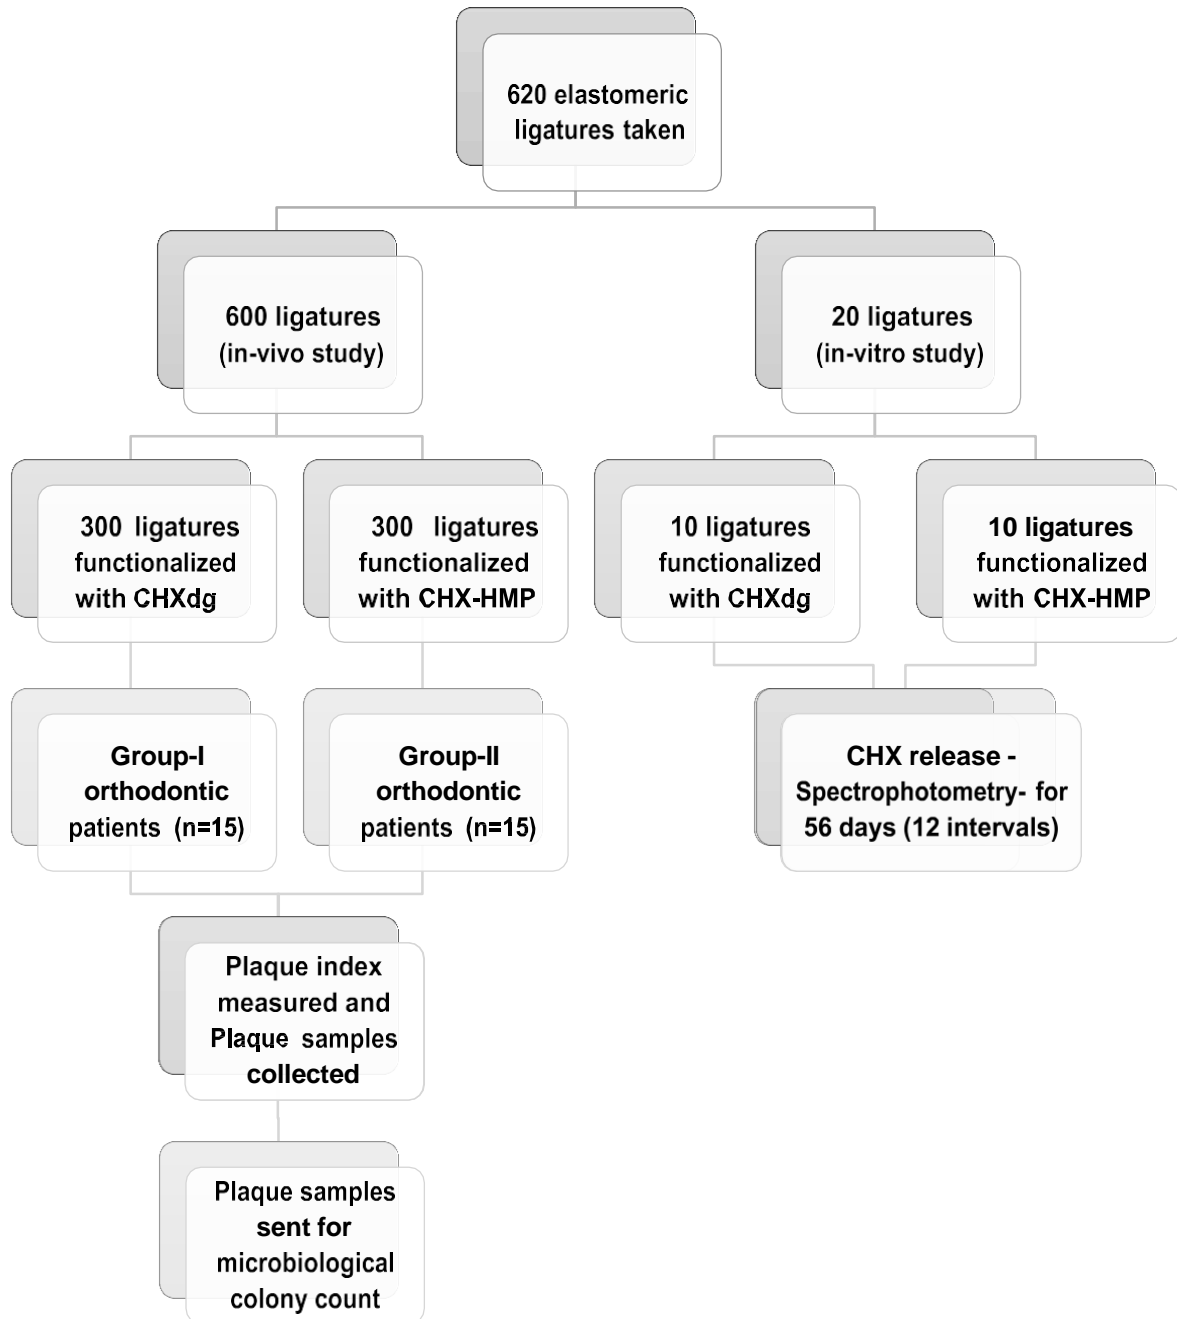 620 elastomeric
ligatures taken
600 ligatures
(in-vivo study)
20 ligatures
(in-vitro study)
300 ligatures
functionalized
with CHXdg
300 ligatures
functionalized
with CHX-HMP
10 ligatures
functionalized
with CHXdg
10 ligatures
functionalized
with CHX-HMP
Group-I
orthodontic
patients (n=15)
Group-II
orthodontic
patients (n=15)
CHX release -
Spectrophotometry- for
56 days (12 intervals)
Plaque index
measured and
Plaque samples
collected
Plaque samples
sent for
microbiological
colony count